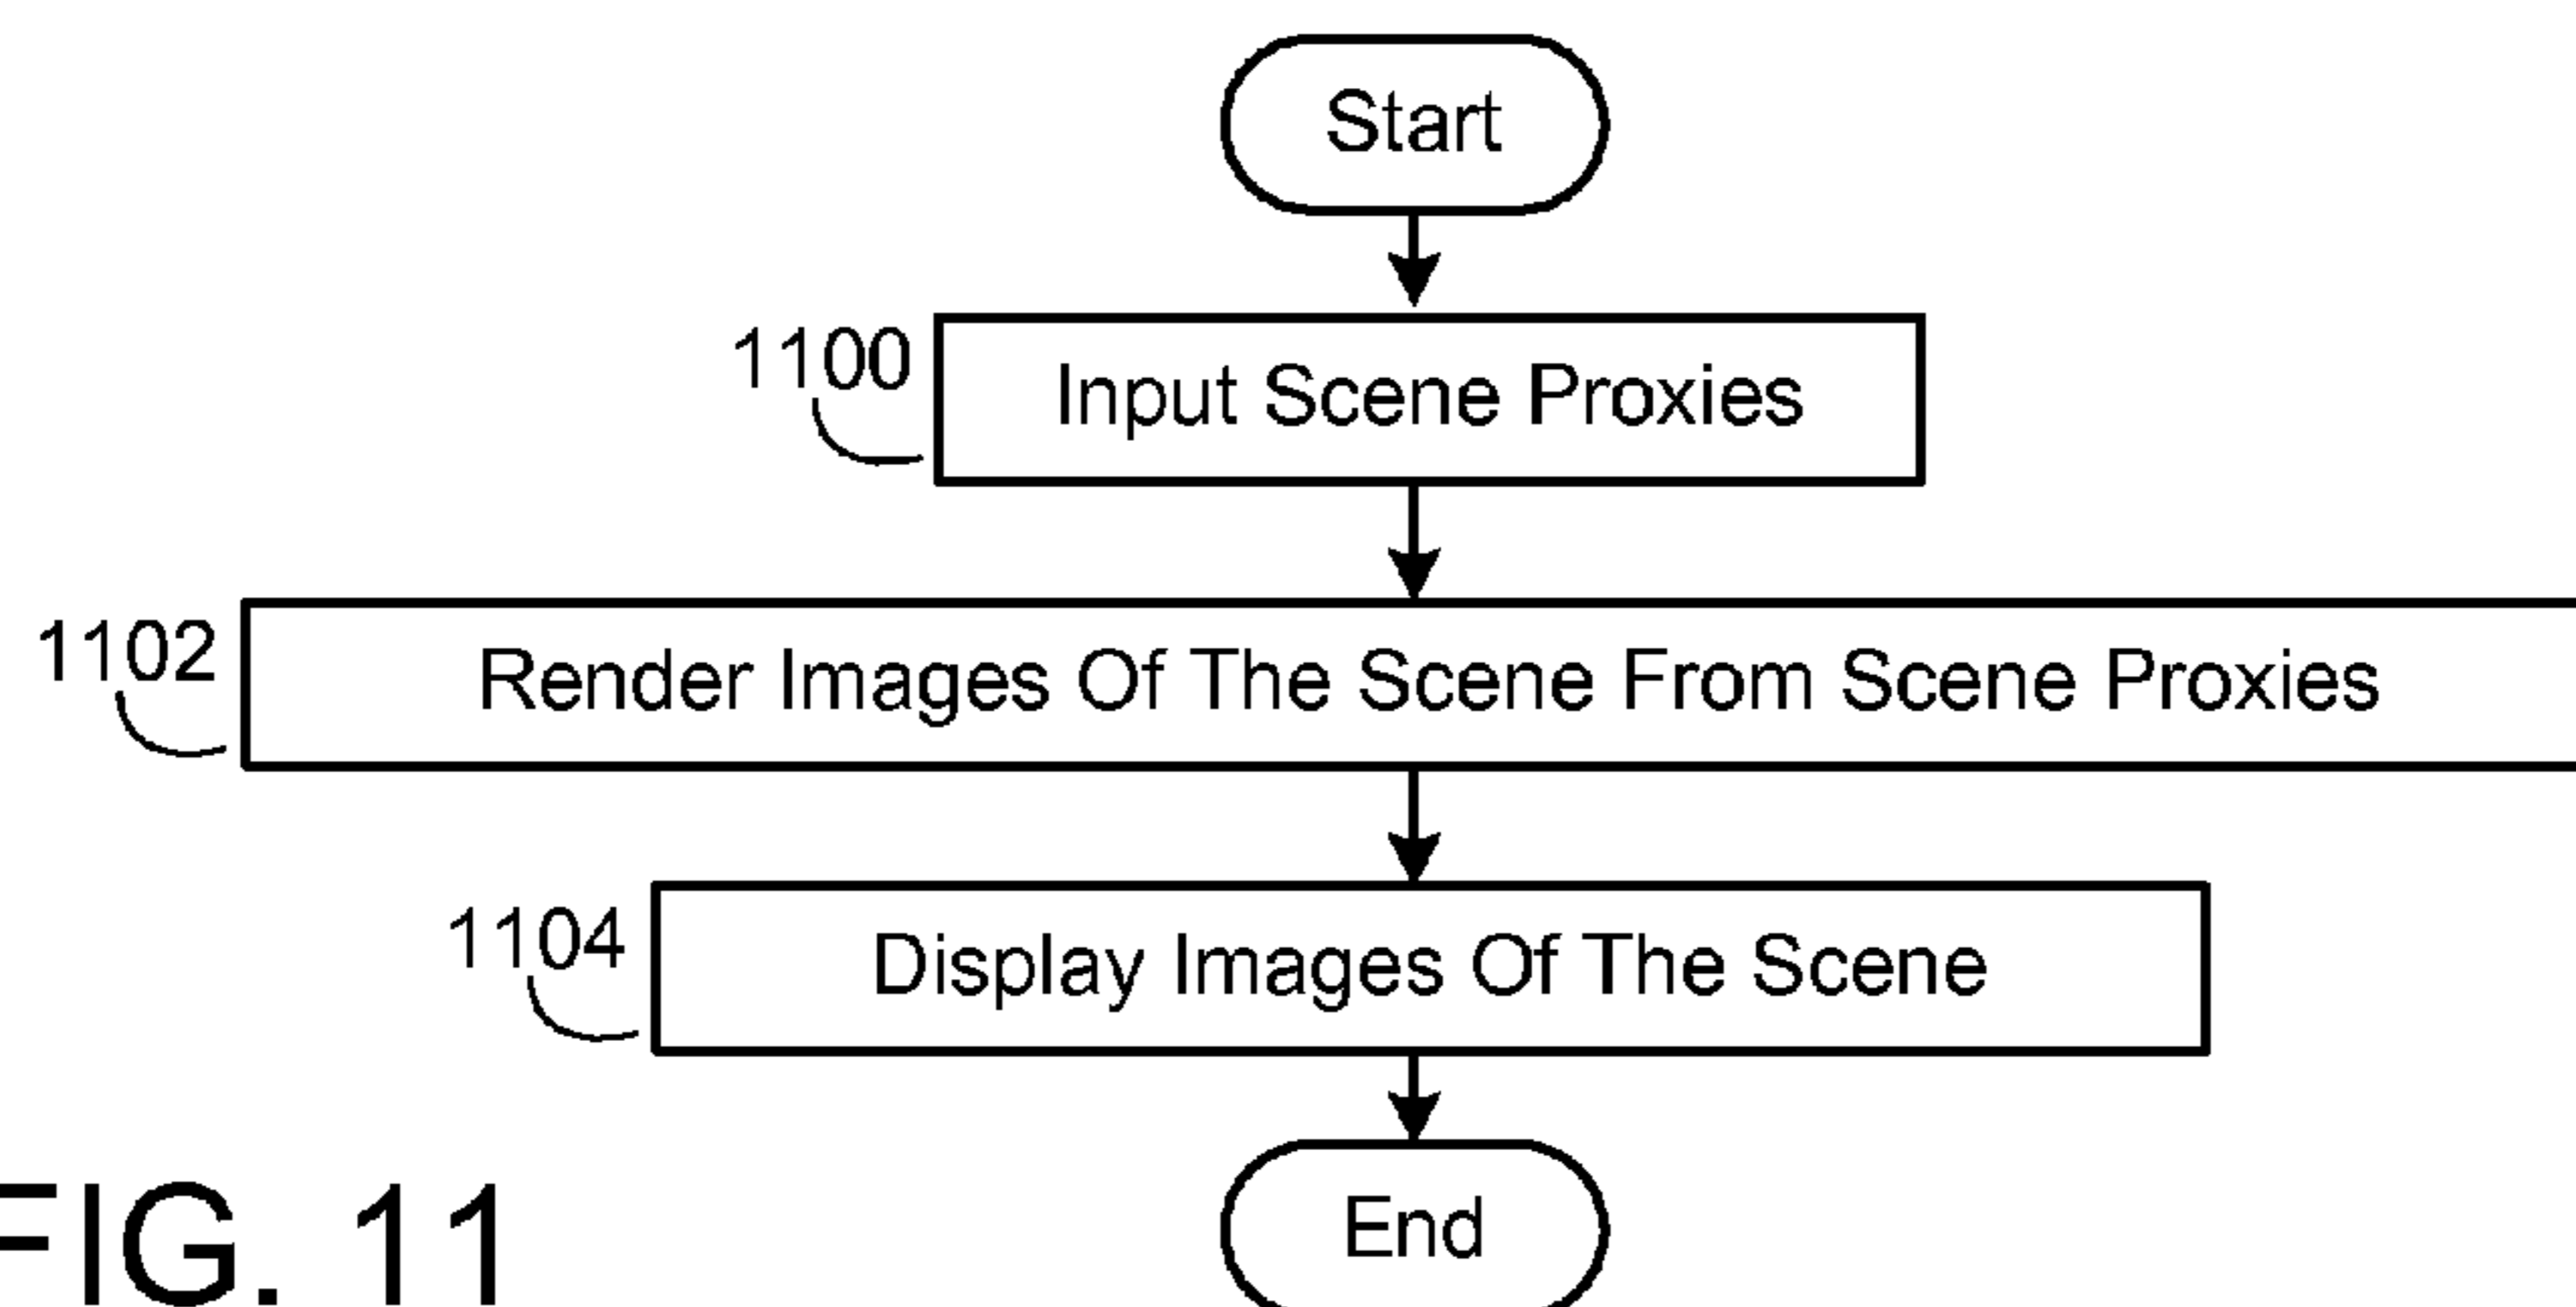 Start
1100
Input Scene Proxies
1102
Render Images Of The Scene From Scene Proxies
1104
Display Images Of The Scene
End
FIG. 11